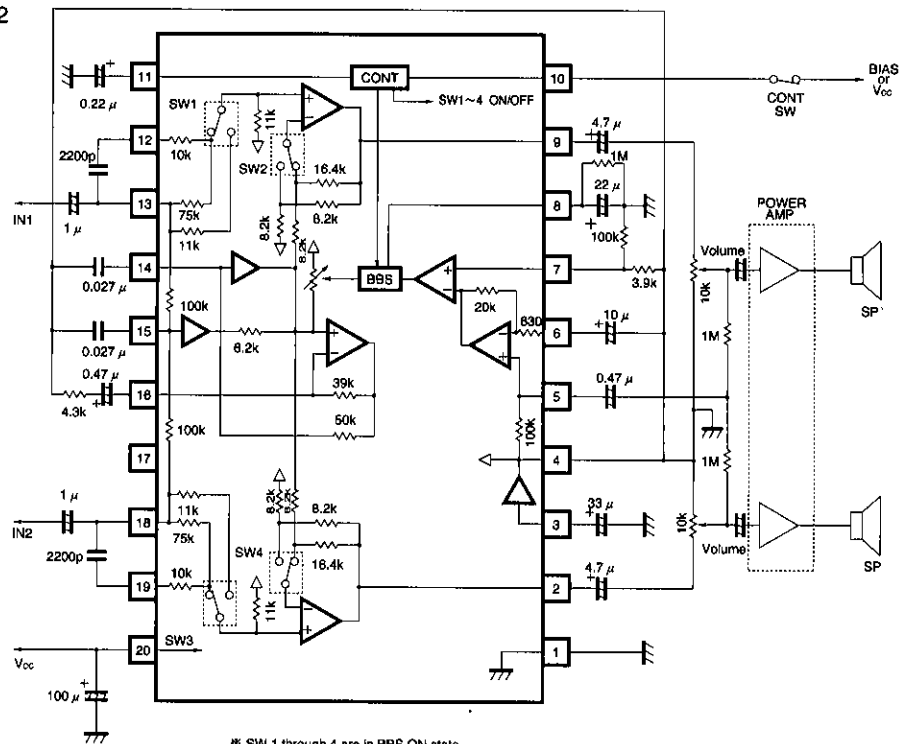 2
11
CONT
10
BIAS
or
Vcc
0.22 μ
SW1
SW1~4 ON/OFF
CONT
SW
11k
4.7 μ
12
9
2200p
10k
SW2
16.4k
1M
13
75k
8.2k
8
22 μ
POWER
AMP
IN1
1 μ
11k
8.2k
8.2k
100k
Volume
14
BBS
7
0.027 μ
3.9k
10k
SP
100k
20k
15
8.2k
830
6
10 μ
1M
0.027 μ
0.47 μ
39k
0.47 μ
16
5
4.3k
50k
100k
100k
17
4
1M
1 μ
8.2k
8.2k
18
11k
8.2k
3
33 μ
10k
IN2
75k
SW4
16.4k
Volume
SP
2200p
10k
4.7 μ
19
11k
2
20
SW3
1
Vcc
100 μ
※ SW 1 through 4 are in BBS ON state